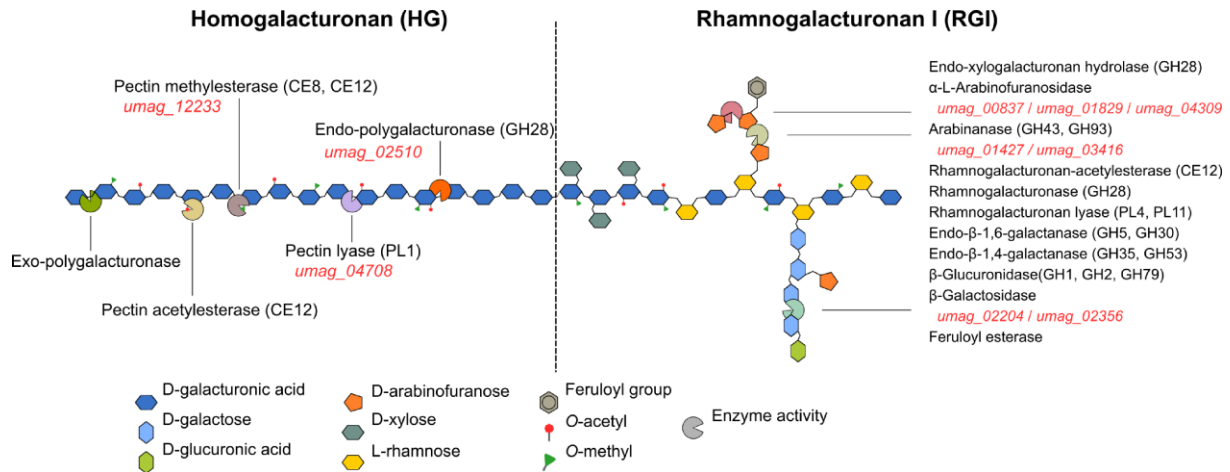 Homogalacturonan (HG)
Rhamnogalacturonan I (RGI)
Pectin methylesterase (CE8, CE12)
umag_12233
Endo-polygalacturonase (GH28)
umag_02510
Exo-polygalacturonase
Pectin lyase (PL1)
umag_04708
Pectin acetylesterase (CE12)
Endo-xylogalacturonan hydrolase (GH28)
α-L-Arabinofuranosidase
umag_00837 / umag_01829 / umag_04309
Arabinanase (GH43, GH93)
umag_01427 / umag_03416
Rhamnogalacturonan-acetylesterase (CE12)
Rhamnogalacturonase (GH28)
Rhamnogalacturonan lyase (PL4, PL11)
Endo-β-1,6-galactanase (GH5, GH30)
Endo-β-1,4-galactanase (GH35, GH53)
β-Glucuronidase(GH1, GH2, GH79)
β-Galactosidase
umag_02204 / umag_02356
Feruloyl esterase
D-galacturonic acid
D-galactose
D-glucuronic acid
D-arabinofuranose
D-xylose
L-rhamnose
Feruloyl group
O-acetyl
O-methyl
Enzyme activity